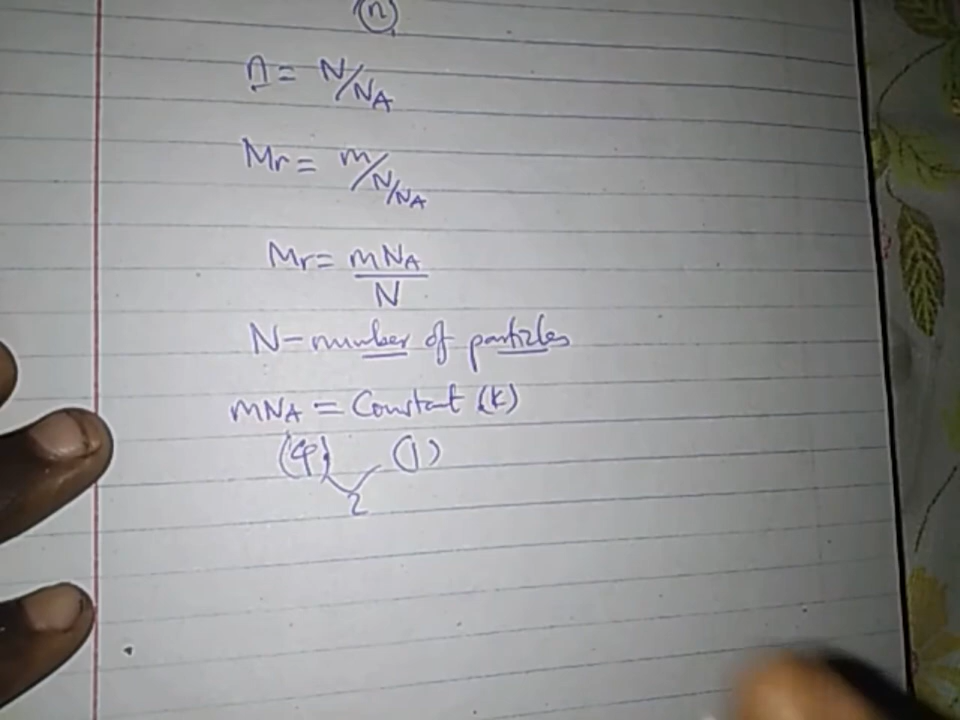 (n)
n = N/NA
Mr = m/N/NA
Mr = mNA
N
N - number of particles
mNA = Constant (k)
(4) (1)
2